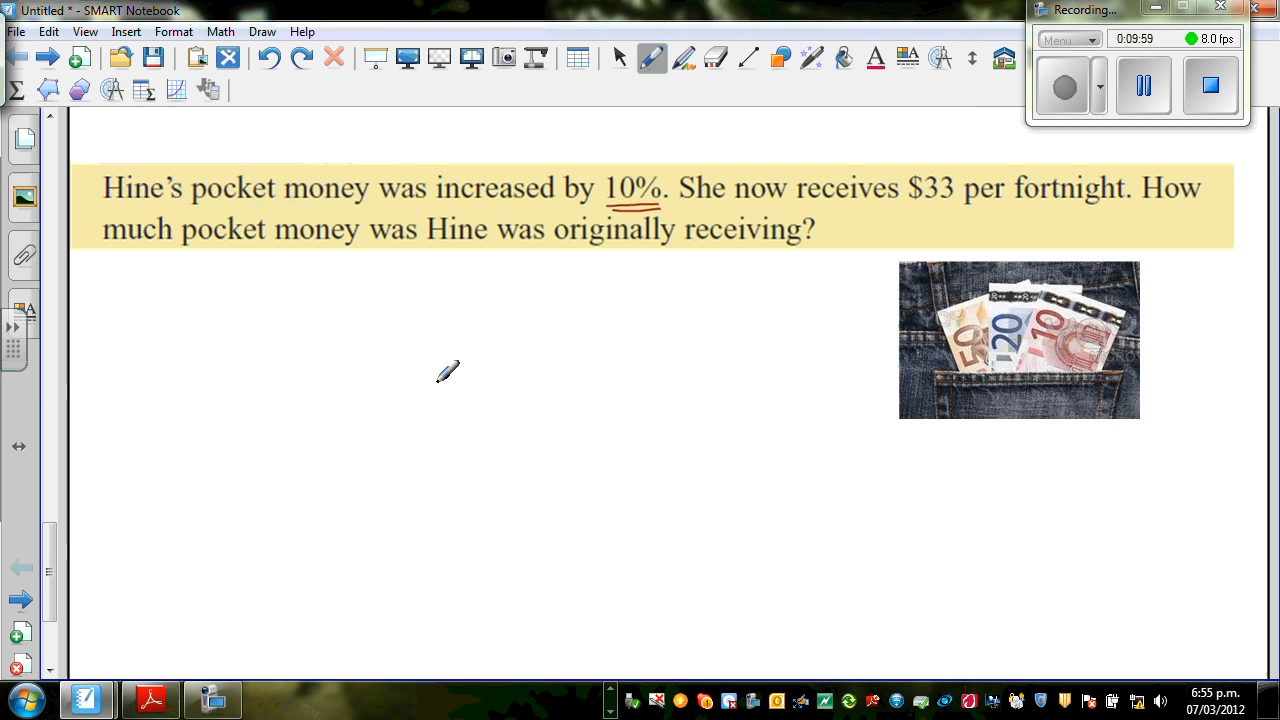 Untitled * - SMART Notebook
File Edit View Insert Format Math Draw Help
Recording...
Menu 0:09:59 8.0 fps
Hine's pocket money was increased by 10%. She now receives $33 per fortnight. How
much pocket money was Hine was originally receiving?
50 20 10
6:55 p.m.
07/03/2012